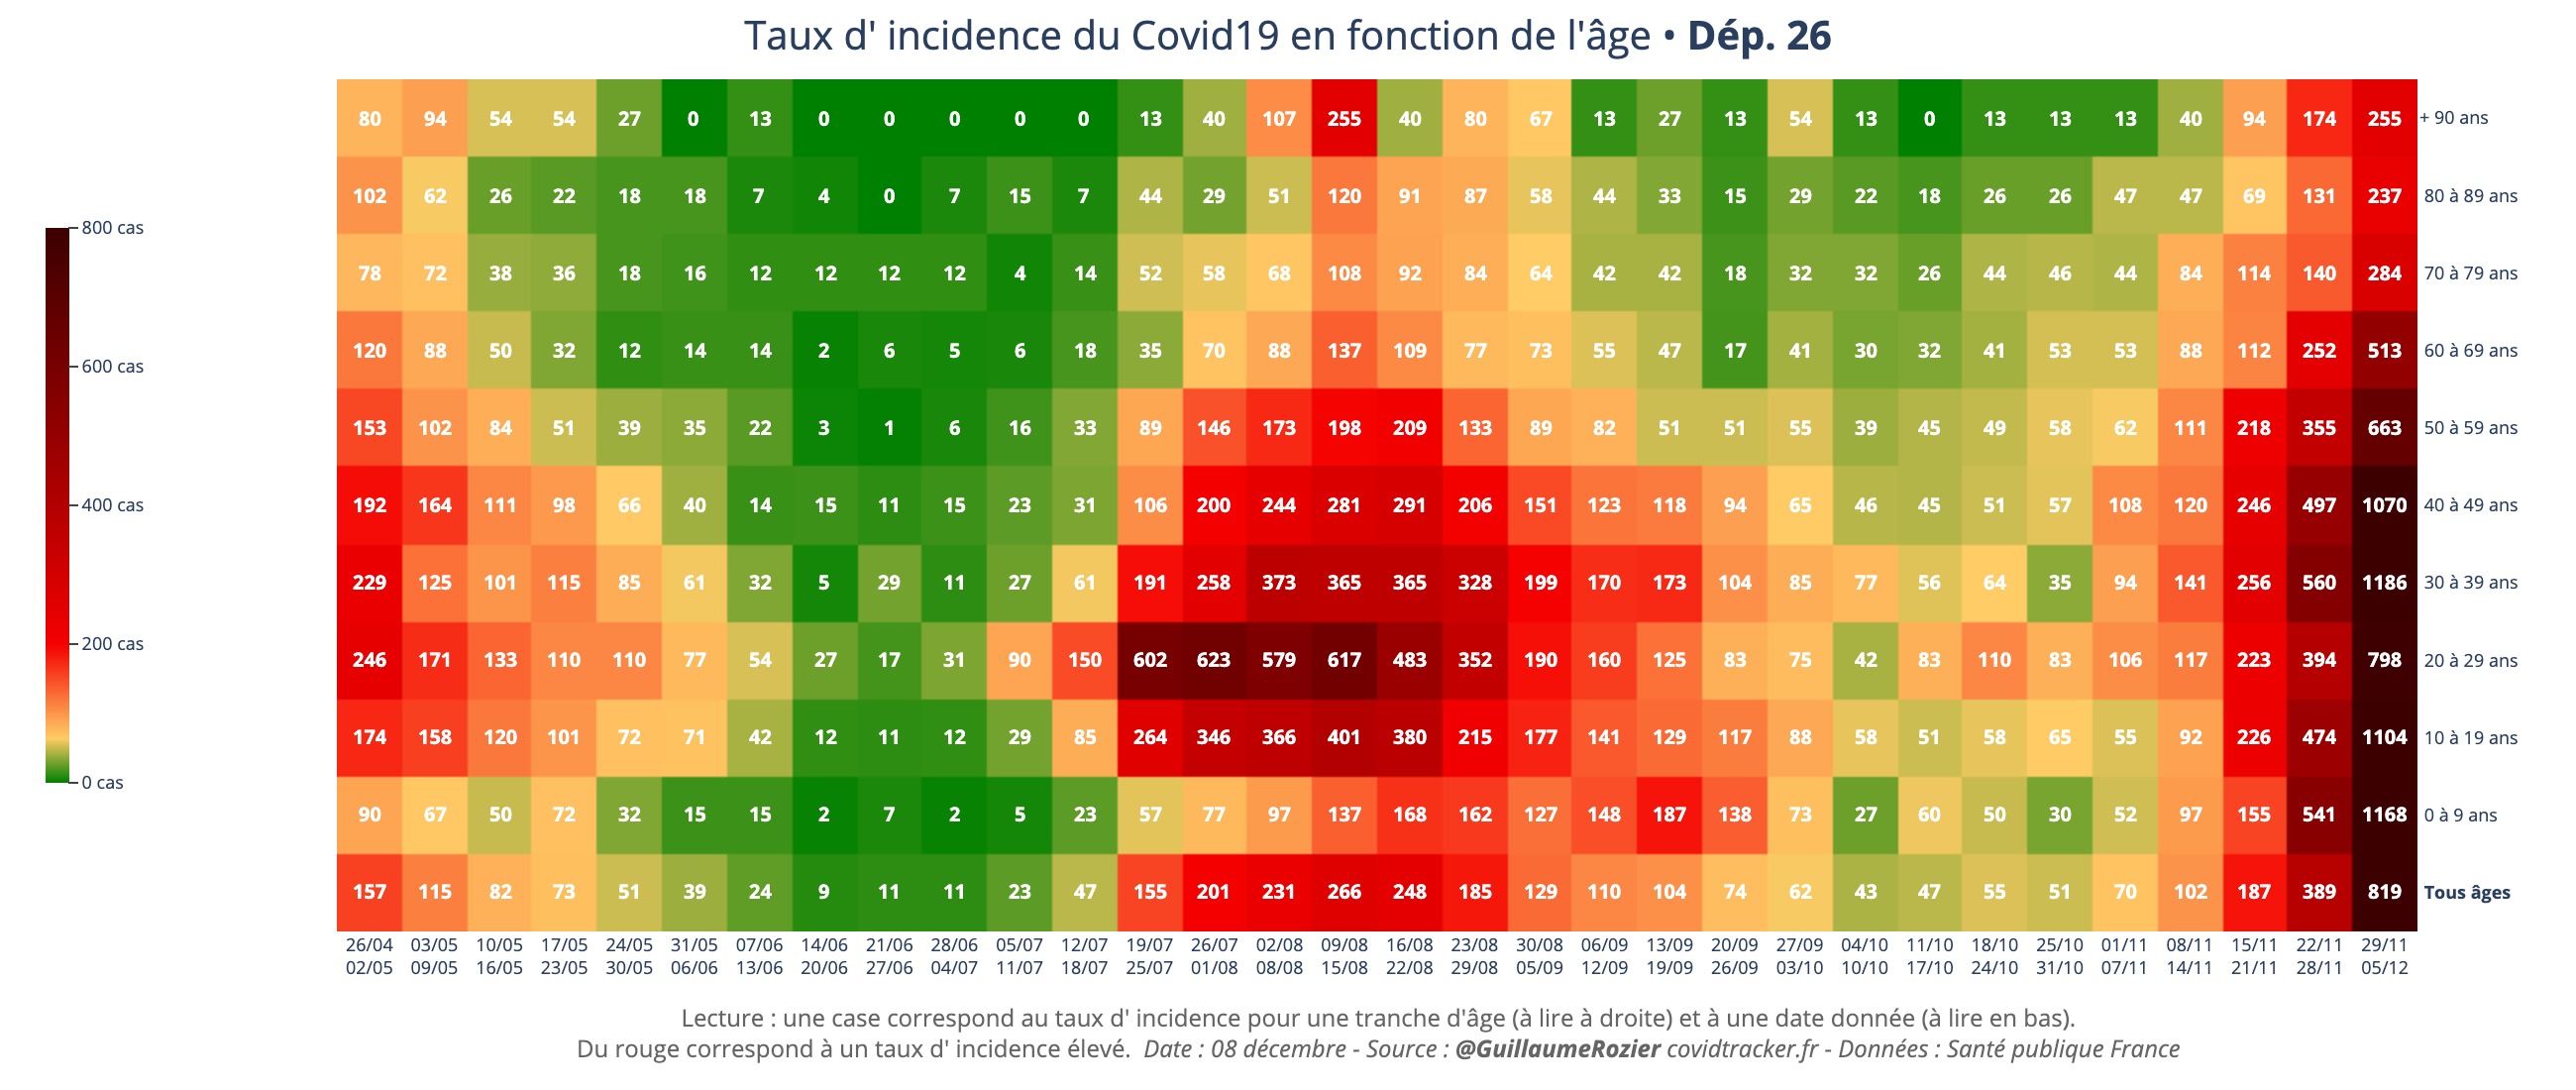 Taux d' incidence du Covid19 en fonction de l'âge • Dép. 26
800 cas
600 cas
400 cas
200 cas
0 cas
80 94 54 54 27 0 13 0 0 0 0 0 13 40 107 255 40 80 67 13 27 13 54 13 0 13 13 13 40 94 174 255 + 90 ans
102 62 26 22 18 18 7 4 0 7 15 7 44 29 51 120 91 87 58 44 33 15 29 22 18 26 26 47 47 69 131 237 80 à 89 ans
78 72 38 36 18 16 12 12 12 12 4 14 52 58 68 108 92 84 64 42 42 18 32 32 26 44 46 44 84 114 140 284 70 à 79 ans
120 88 50 32 12 14 14 2 6 5 6 18 35 70 88 137 109 77 73 55 47 17 41 30 32 41 53 53 88 112 252 513 60 à 69 ans
153 102 84 51 39 35 22 3 1 6 16 33 89 146 173 198 209 133 89 82 51 51 55 39 45 49 58 62 111 218 355 663 50 à 59 ans
192 164 111 98 66 40 14 15 11 15 23 31 106 200 244 281 291 206 151 123 118 94 65 46 45 51 57 108 120 246 497 1070 40 à 49 ans
229 125 101 115 85 61 32 5 29 11 27 61 191 258 373 365 365 328 199 170 173 104 85 77 56 64 35 94 141 256 560 1186 30 à 39 ans
246 171 133 110 110 77 54 27 17 31 90 150 602 623 579 617 483 352 190 160 125 83 75 42 83 110 83 106 117 223 394 798 20 à 29 ans
174 158 120 101 72 71 42 12 11 12 29 85 264 346 366 401 380 215 177 141 129 117 88 58 51 58 65 55 92 226 474 1104 10 à 19 ans
90 67 50 72 32 15 15 2 7 2 5 23 57 77 97 137 168 162 127 148 187 138 73 27 60 50 30 52 97 155 541 1168 0 à 9 ans
157 115 82 73 51 39 24 9 11 11 23 47 155 201 231 266 248 185 129 110 104 74 62 43 47 55 51 70 102 187 389 819 Tous âges
26/04 03/05 10/05 17/05 24/05 31/05 07/06 14/06 21/06 28/06 05/07 12/07 19/07 26/07 02/08 09/08 16/08 23/08 30/08 06/09 13/09 20/09 27/09 04/10 11/10 18/10 25/10 01/11 08/11 15/11 22/11 29/11
02/05 09/05 16/05 23/05 30/05 06/06 13/06 20/06 27/06 04/07 11/07 18/07 25/07 01/08 08/08 15/08 22/08 29/08 05/09 12/09 19/09 26/09 03/10 10/10 17/10 24/10 31/10 07/11 14/11 21/11 28/11 05/12
Lecture : une case correspond au taux d' incidence pour une tranche d'âge (à lire à droite) et à une date donnée (à lire en bas).
Du rouge correspond à un taux d' incidence élevé. Date : 08 décembre - Source : @GuillaumeRozier covidtracker.fr - Données : Santé publique France